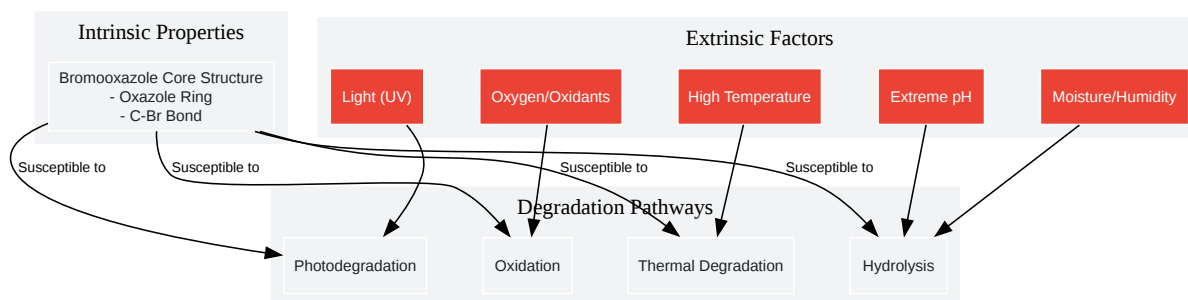 Intrinsic Properties
Extrinsic Factors
Bromooxazole Core Structure
- Oxazole Ring
- C-Br Bond
Light (UV)
Oxygen/Oxidants
High Temperature
Extreme pH
Moisture/Humidity
Susceptible to
Susceptible to
Susceptible to
Susceptible to
Degradation Pathways
Photodegradation
Oxidation
Thermal Degradation
Hydrolysis